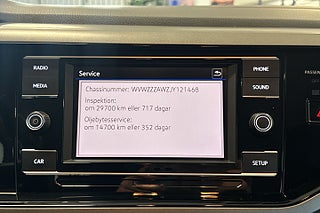 RADIO
MEDIA
CAR
Service
Chassinummer: WVWZZZAWZJY121468
Inspektion:
om 29700 km eller 717 dagar
Oljebytesservice:
om 14700 km eller 352 dagar
PHONE
SOUND
SETUP